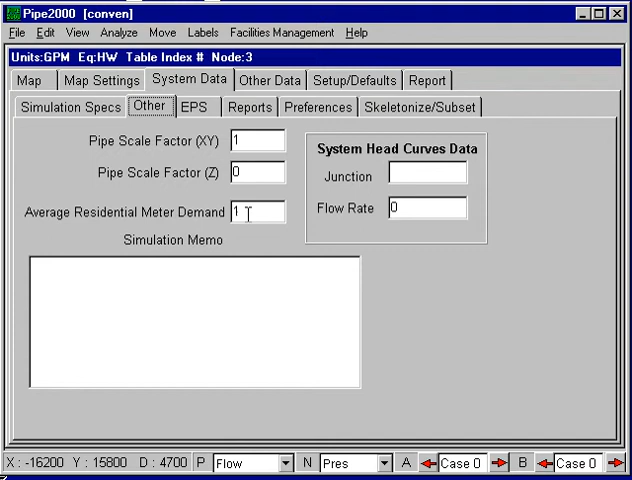 Pipe2000 [conven]
File Edit View Analyze Move Labels Facilities Management Help
Units:GPM Eq:HW Table Index # Node:3
Map Map Settings System Data Other Data Setup/Defaults Report
Simulation Specs Other EPS Reports Preferences Skeletonize/Subset
Pipe Scale Factor (XY) 1
Pipe Scale Factor (Z) 0
Average Residential Meter Demand 1
Simulation Memo
System Head Curves Data
Junction
Flow Rate 0
X : -16200 Y : 15800 D : 4700 P Flow N Pres A Case 0 B Case 0